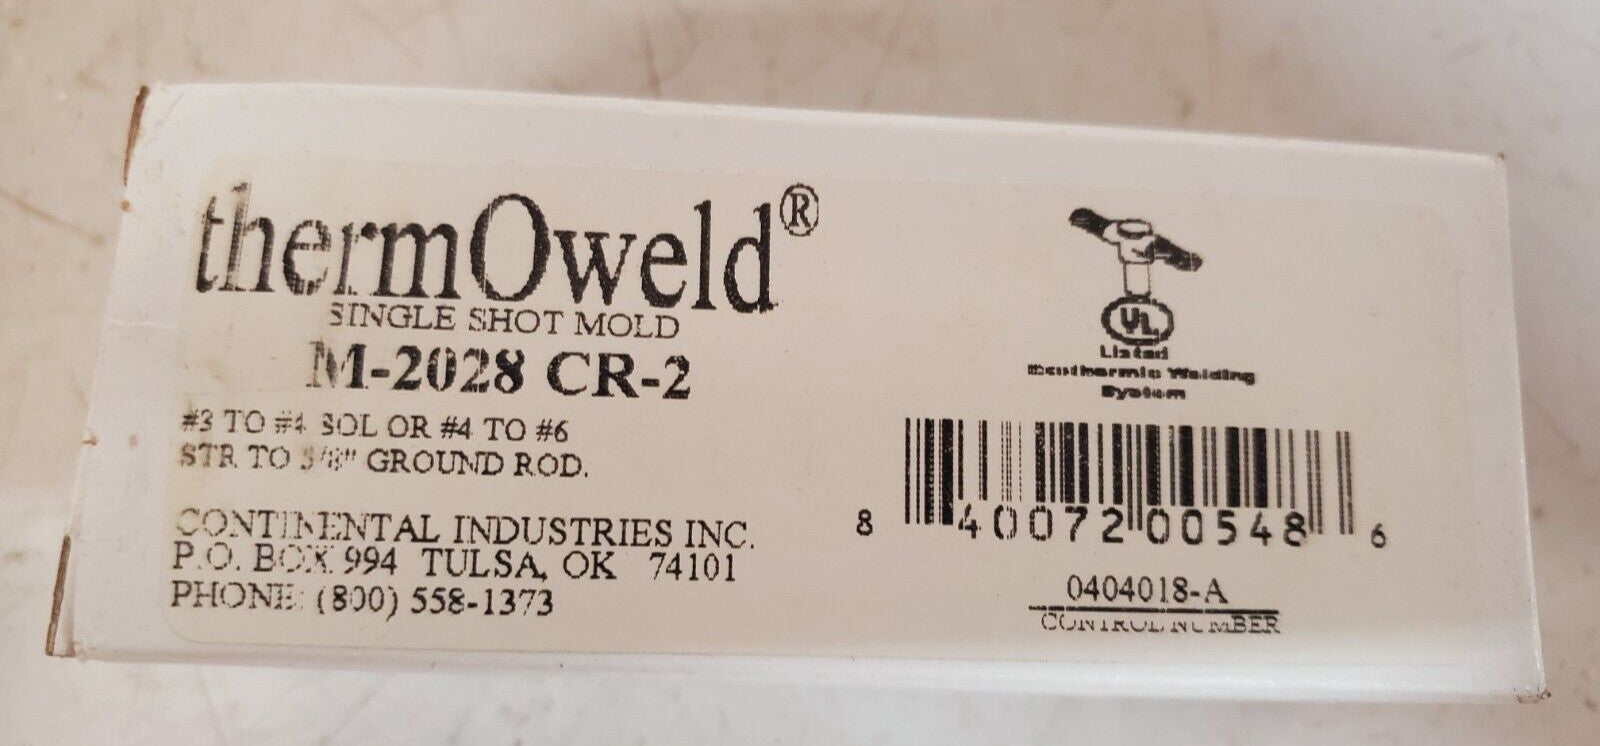 thermOweld®
SINGLE SHOT MOLD
M-2028 CR-2
#3 TO #4 SOL OR #4 TO #6
STR TO 5/8" GROUND ROD.
CONTINENTAL INDUSTRIES INC.
P.O. BOX 994 TULSA, OK 74101
PHONE: (800) 558-1373
UL
Listed
Exothermic Welding
System
8 40072 00548 6
0404018-A
CONTROL NUMBER